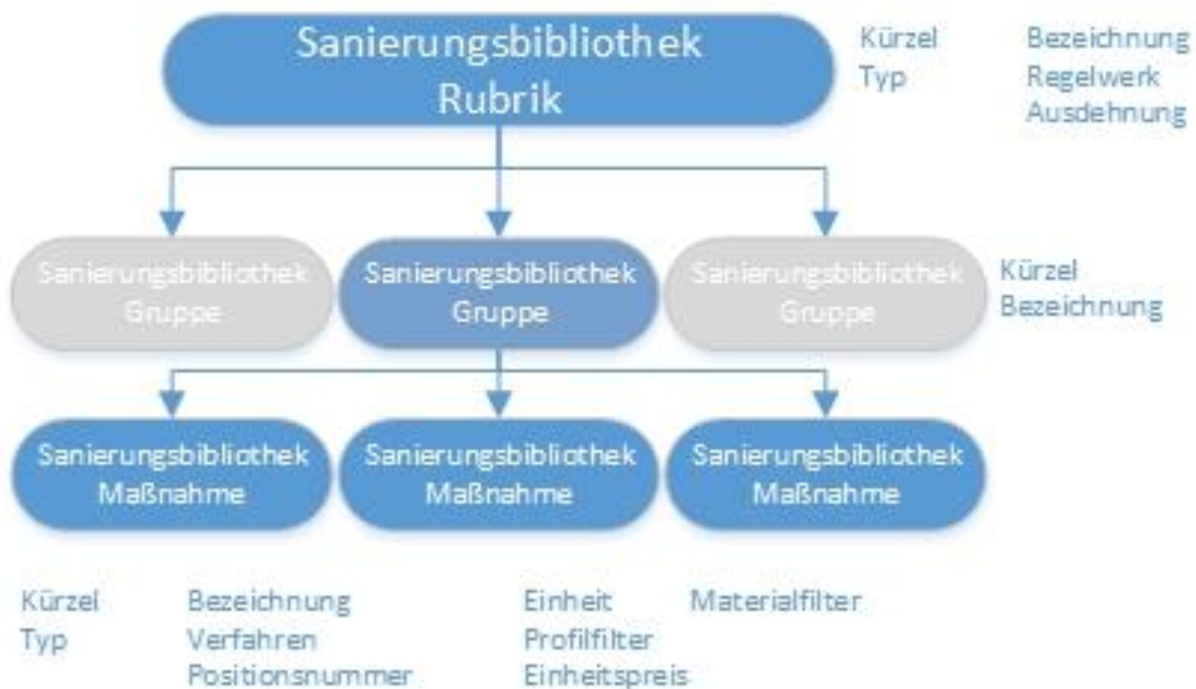 Sanierungsbibliothek
Rubrik
Kürzel Bezeichnung
Typ Regelwerk
Ausdehnung
Sanierungsbibliothek
Gruppe
Sanierungsbibliothek
Gruppe
Sanierungsbibliothek
Gruppe
Kürzel
Bezeichnung
Sanierungsbibliothek
Maßnahme
Sanierungsbibliothek
Maßnahme
Sanierungsbibliothek
Maßnahme
Kürzel Bezeichnung Einheit Materialfilter
Typ Verfahren Profilfilter
Positionsnummer Einheitspreis